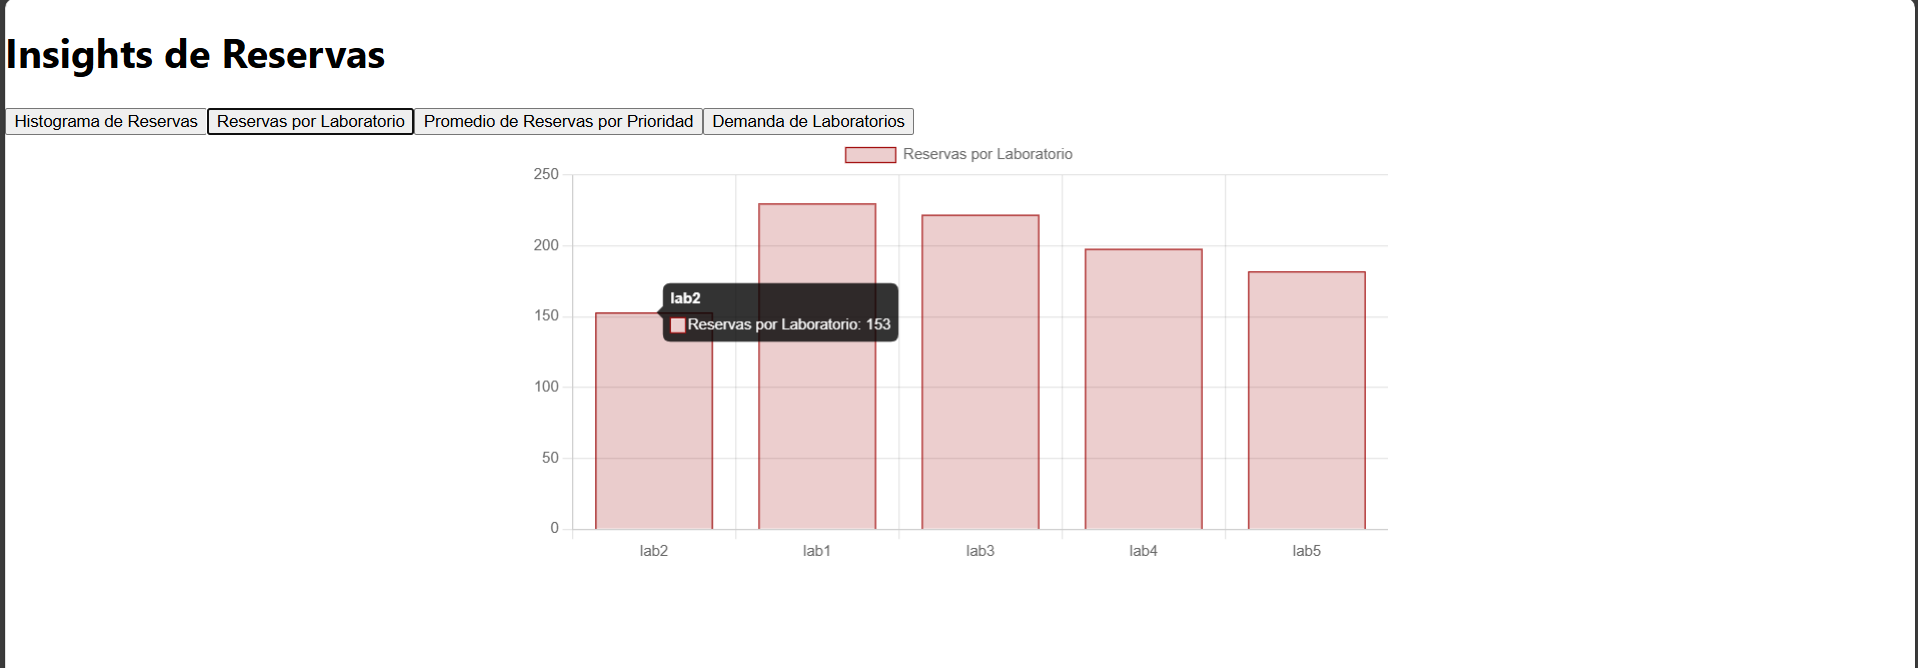 Insights de Reservas
Histograma de Reservas Reservas por Laboratorio Promedio de Reservas por Prioridad Demanda de Laboratorios
Reservas por Laboratorio
250
200
150
100
50
0
lab2
Reservas por Laboratorio: 153
lab2 lab1 lab3 lab4 lab5